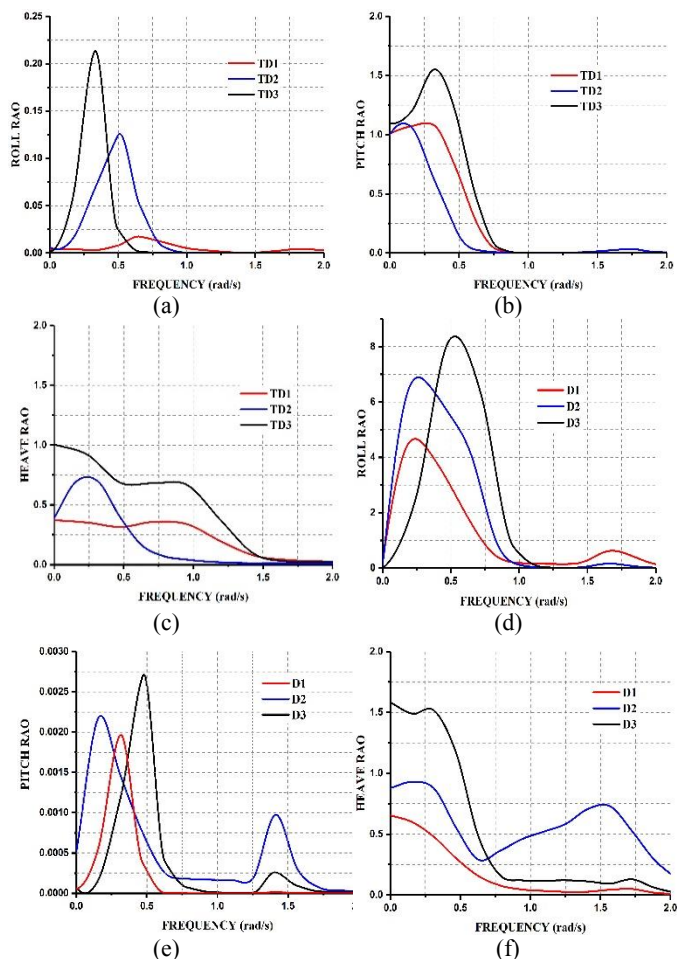 ROLL RAO
0.25
0.20
0.15
0.10
0.05
0.00
TD1
TD2
TD3
0.0 0.5 1.0 1.5 2.0
FREQUENCY (rad/s)
(a)
PITCH RAO
2.0
1.5
1.0
0.5
0.0
TD1
TD2
TD3
0.0 0.5 1.0 1.5 2.0
FREQUENCY (rad/s)
(b)
HEAVE RAO
2.0
1.5
1.0
0.5
0.0
TD1
TD2
TD3
0.0 0.5 1.0 1.5 2.0
FREQUENCY (rad/s)
(c)
ROLL RAO
8
6
4
2
0
D1
D2
D3
0.0 0.5 1.0 1.5 2.0
FREQUENCY (rad/s)
(d)
PITCH RAO
0.0030
0.0025
0.0020
0.0015
0.0010
0.0005
0.0000
D1
D2
D3
0.0 0.5 1.0 1.5
FREQUENCY (rad/s)
(e)
HEAVE RAO
2.0
1.5
1.0
0.5
0.0
D1
D2
D3
0.0 0.5 1.0 1.5 2.0
FREQUENCY (rad/s)
(f)